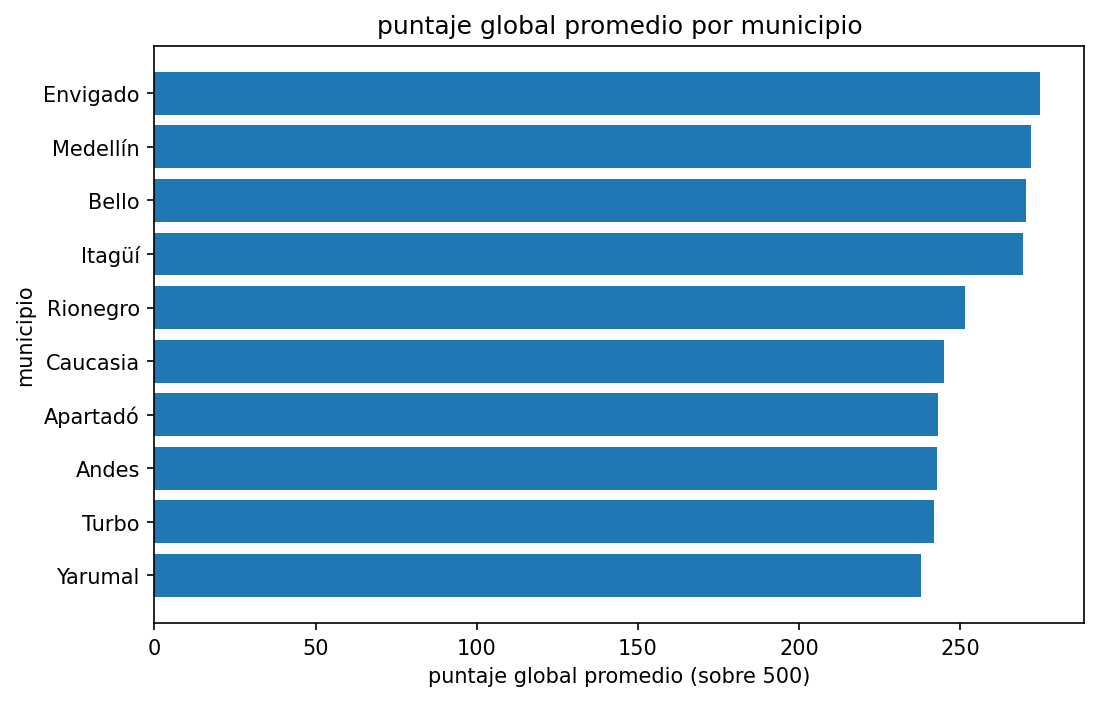 puntaje global promedio por municipio
municipio
Envigado
Medellín
Bello
Itagüí
Rionegro
Caucasia
Apartadó
Andes
Turbo
Yarumal
0 50 100 150 200 250
puntaje global promedio (sobre 500)